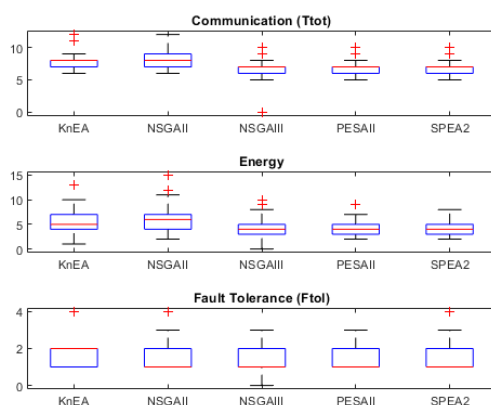 Communication (Ttot)
10
5
0
KnEA NSGAII NSGAIII PESAII SPEA2
Energy
15
10
5
0
KnEA NSGAII NSGAIII PESAII SPEA2
Fault Tolerance (Ftol)
4
2
0
KnEA NSGAII NSGAIII PESAII SPEA2